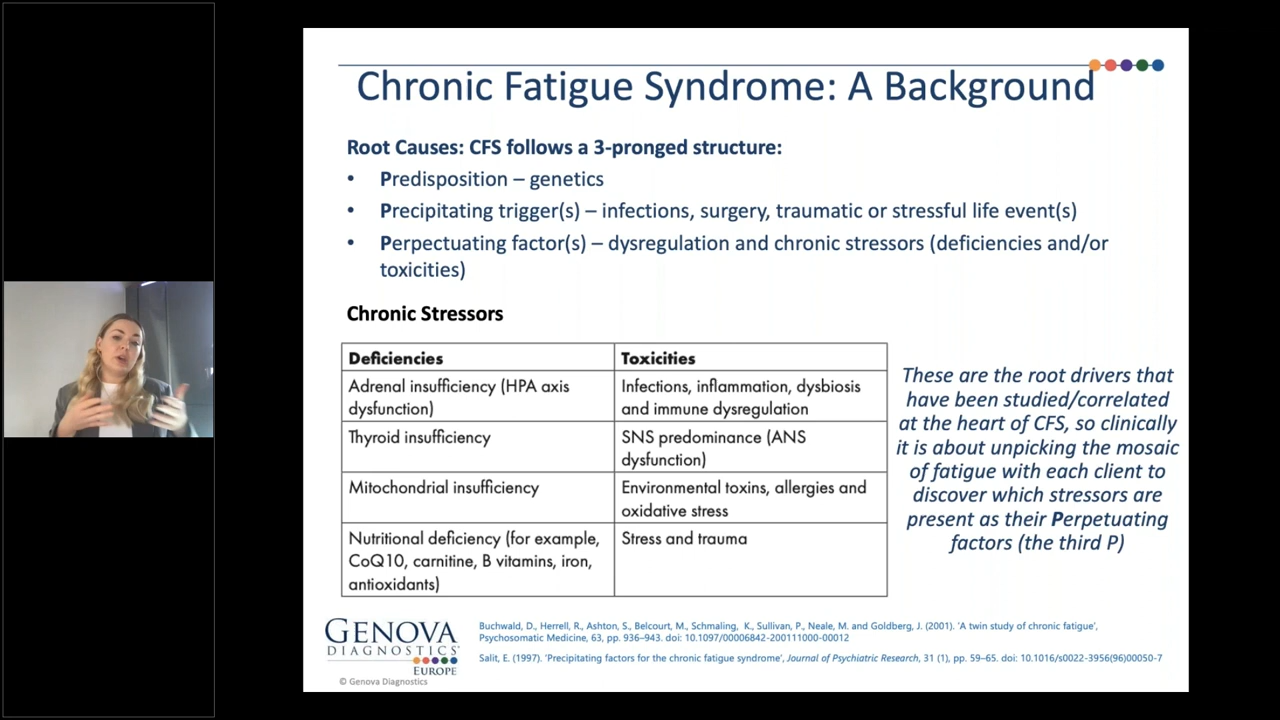 Chronic Fatigue Syndrome: A Background
Root Causes: CFS follows a 3-pronged structure:
• Predisposition – genetics
• Precipitating trigger(s) – infections, surgery, traumatic or stressful life event(s)
• Perpectuating factor(s) – dysregulation and chronic stressors (deficiencies and/or
toxicities)
Chronic Stressors
Deficiencies
Toxicities
Adrenal insufficiency (HPA axis
dysfunction)
Infections, inflammation, dysbiosis
and immune dysregulation
Thyroid insufficiency
SNS predominance (ANS
dysfunction)
Mitochondrial insufficiency
Environmental toxins, allergies and
oxidative stress
Nutritional deficiency (for example,
CoQ10, carnitine, B vitamins, iron,
antioxidants)
Stress and trauma
These are the root drivers that
have been studied/correlated
at the heart of CFS, so clinically
it is about unpicking the mosaic
of fatigue with each client to
discover which stressors are
present as their Perpetuating
factors (the third P)
GENOVA
DIAGNOSTICS
EUROPE
© Genova Diagnostics
Buchwald, D., Herrell, R., Ashton, S., Belcourt, M., Schmaling, K., Sullivan, P., Neale, M. and Goldberg, J. (2001). 'A twin study of chronic fatigue',
Psychosomatic Medicine, 63, pp. 936–943. doi: 10.1097/00006842-200111000-00012
Salit, E. (1997). 'Precipitating factors for the chronic fatigue syndrome', Journal of Psychiatric Research, 31 (1), pp. 59–65. doi: 10.1016/s0022-3956(96)00050-7